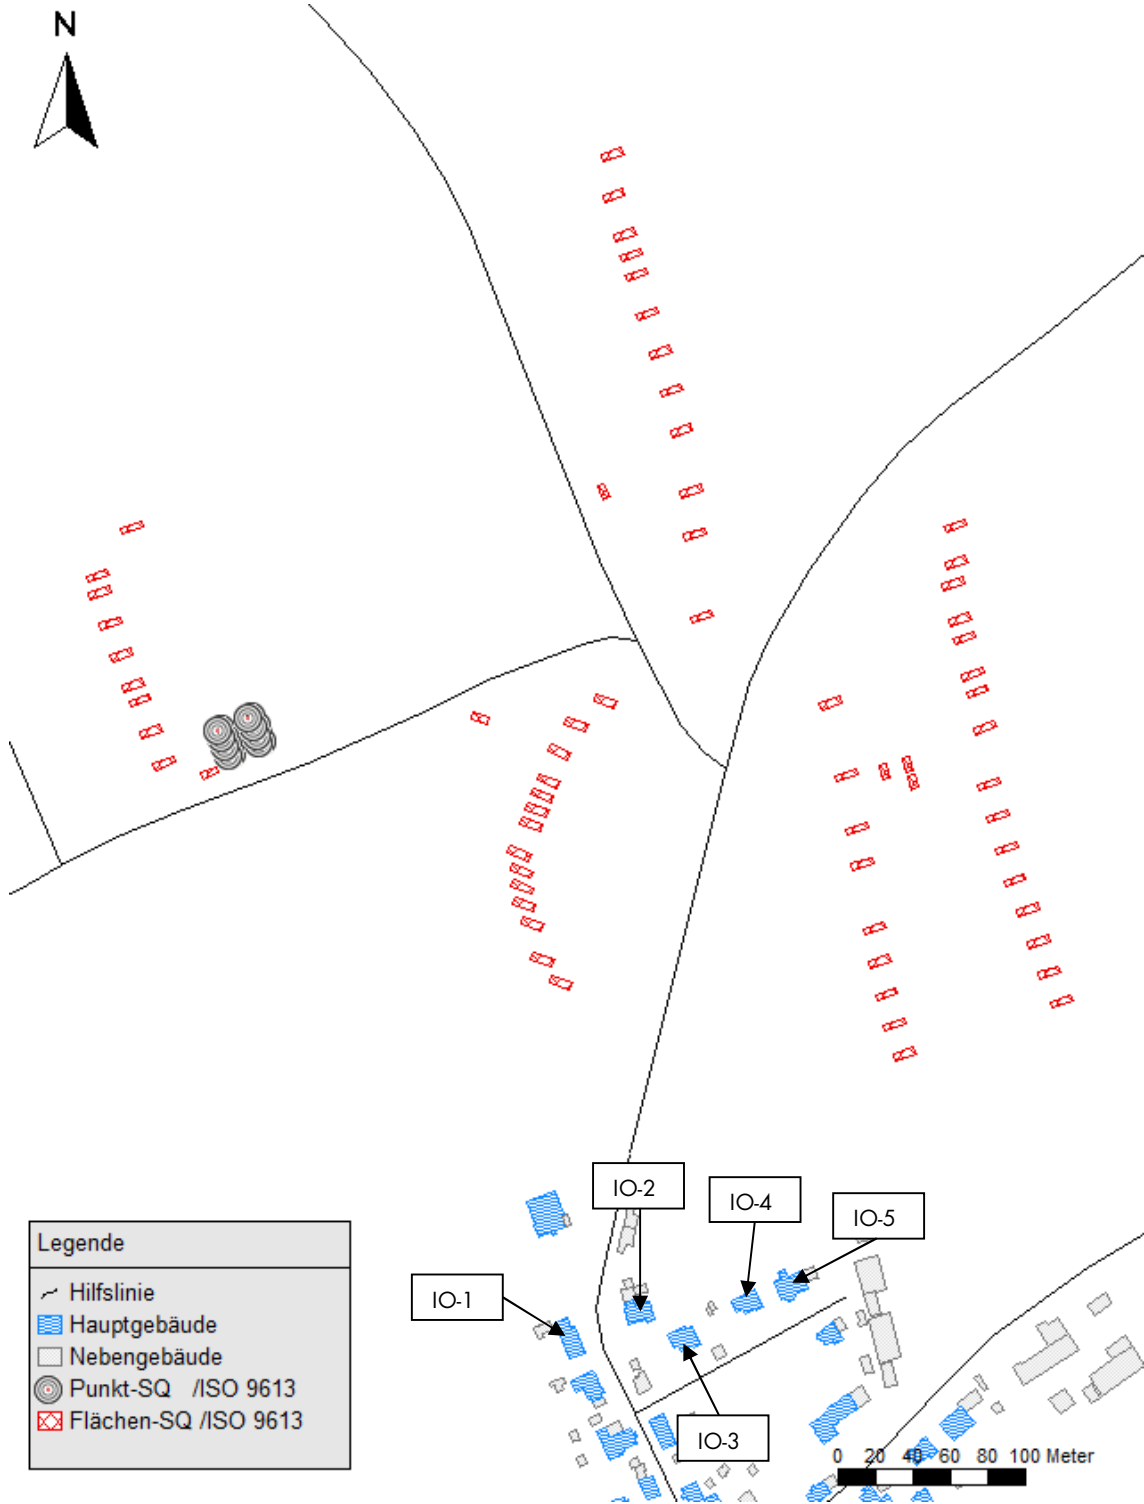 N
IO-2
IO-4
IO-5
IO-1
IO-3
Legende
Hilfslinie
Hauptgebäude
Nebengebäude
Punkt-SQ /ISO 9613
Flächen-SQ /ISO 9613
0 20 40 60 80 100 Meter